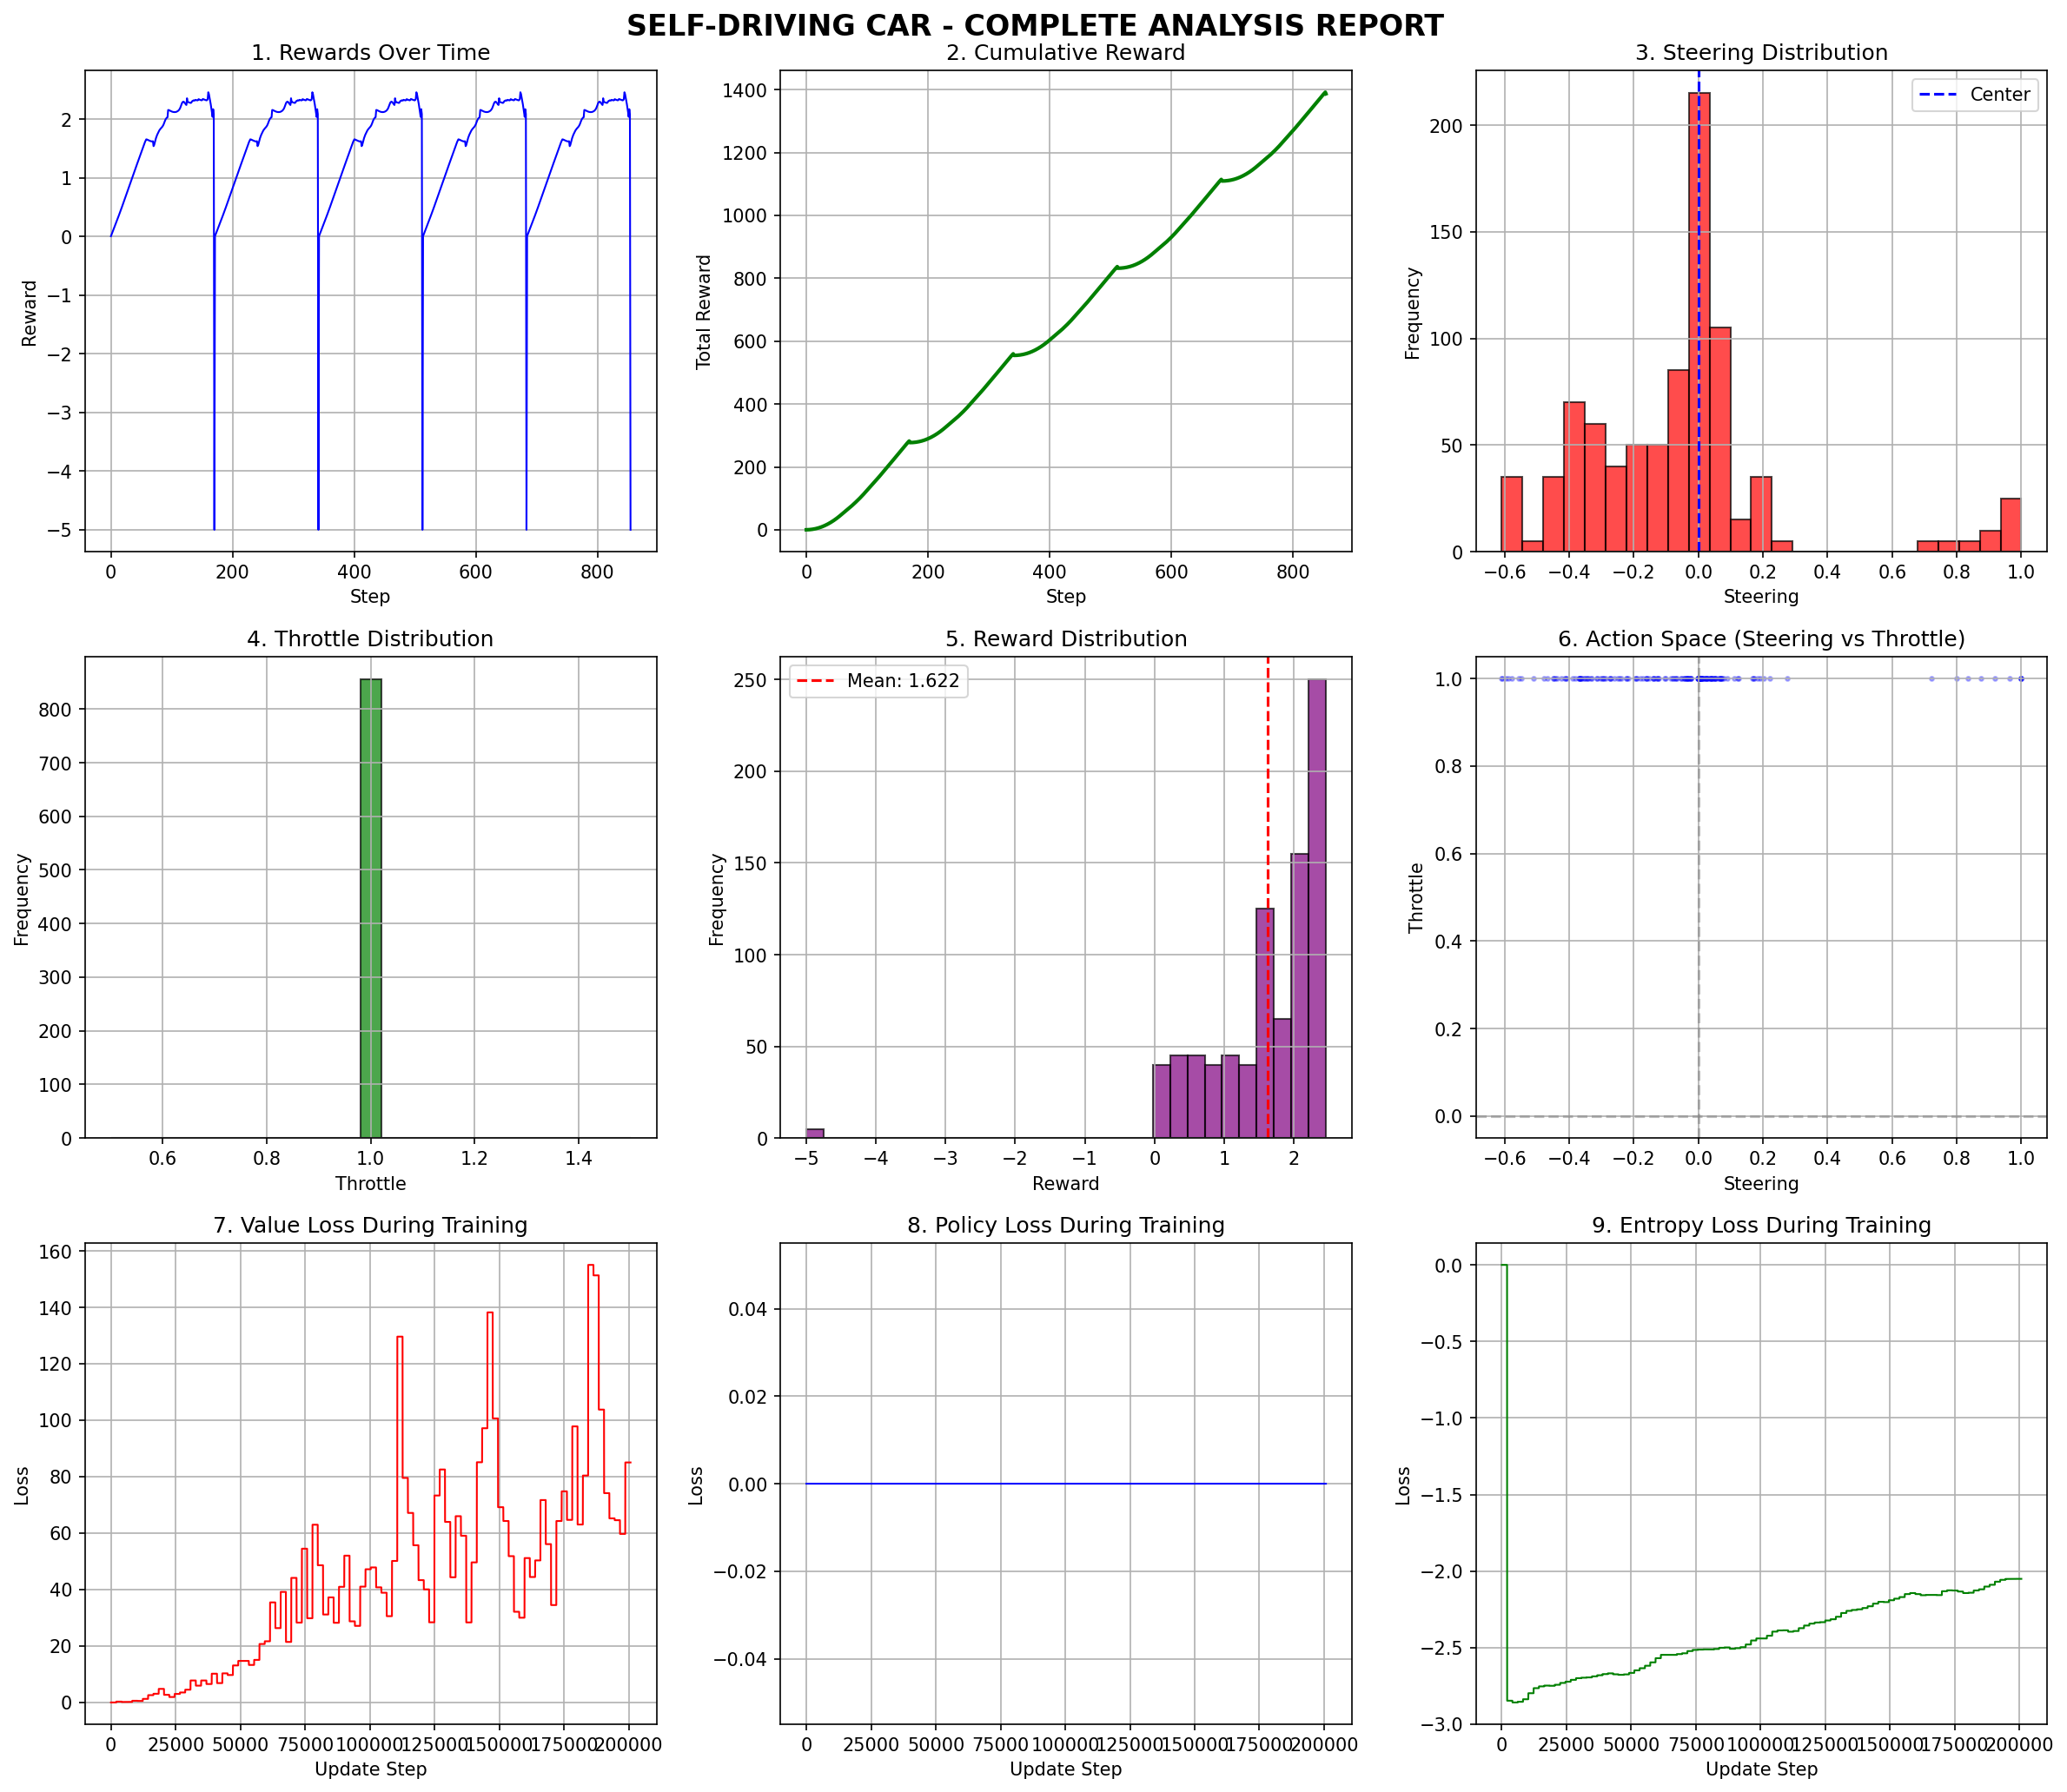 SELF-DRIVING CAR - COMPLETE ANALYSIS REPORT
1. Rewards Over Time
Reward
2
1
0
−1
−2
−3
−4
−5
0 200 400 600 800
Step
2. Cumulative Reward
Total Reward
1400
1200
1000
800
600
400
200
0
0 200 400 600 800
Step
3. Steering Distribution
Center
Frequency
200
150
100
50
0
−0.6 −0.4 −0.2 0.0 0.2 0.4 0.6 0.8 1.0
Steering
4. Throttle Distribution
Frequency
800
700
600
500
400
300
200
100
0
0.6 0.8 1.0 1.2 1.4
Throttle
5. Reward Distribution
Mean: 1.622
Frequency
250
200
150
100
50
0
−5 −4 −3 −2 −1 0 1 2
Reward
6. Action Space (Steering vs Throttle)
Throttle
1.0
0.8
0.6
0.4
0.2
0.0
−0.6 −0.4 −0.2 0.0 0.2 0.4 0.6 0.8 1.0
Steering
7. Value Loss During Training
Loss
160
140
120
100
80
60
40
20
0
0 25000 50000 75000 100000 125000 150000 175000 200000
Update Step
8. Policy Loss During Training
Loss
0.04
0.02
0.00
−0.02
−0.04
0 25000 50000 75000 100000 125000 150000 175000 200000
Update Step
9. Entropy Loss During Training
Loss
0.0
−0.5
−1.0
−1.5
−2.0
−2.5
−3.0
0 25000 50000 75000 100000 125000 150000 175000 200000
Update Step